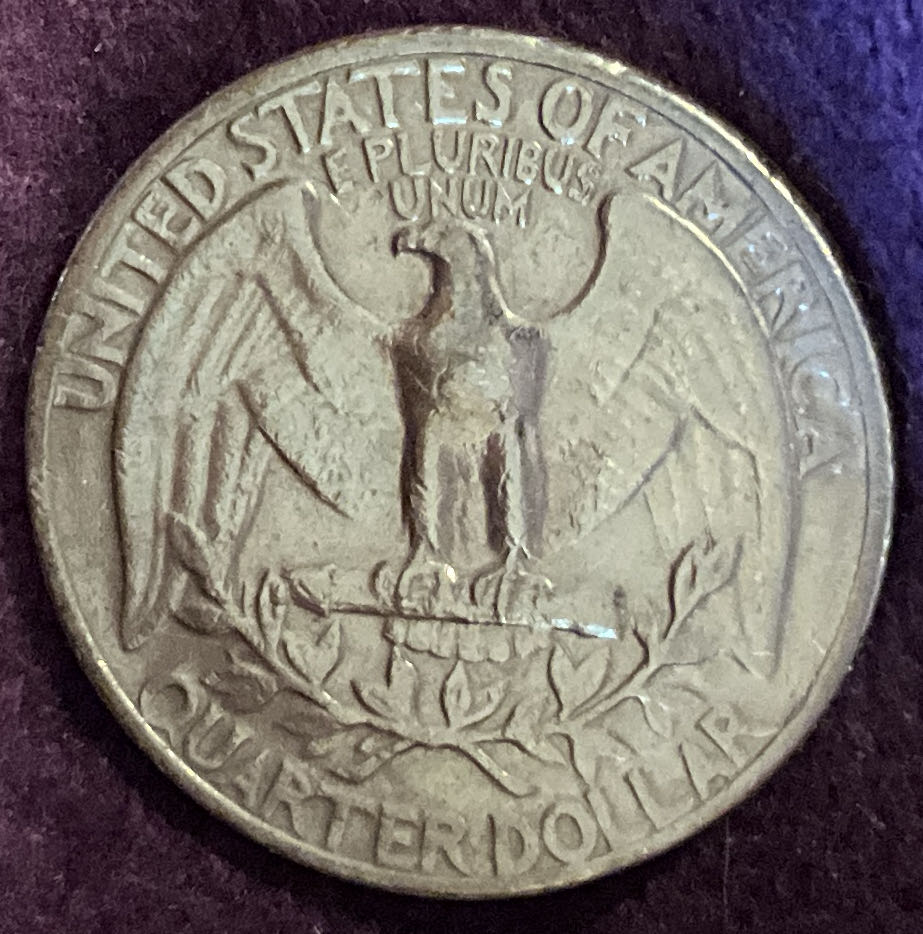 UNITED STATES OF AMERICA
E PLURIBUS
UNUM
QUARTER DOLLAR